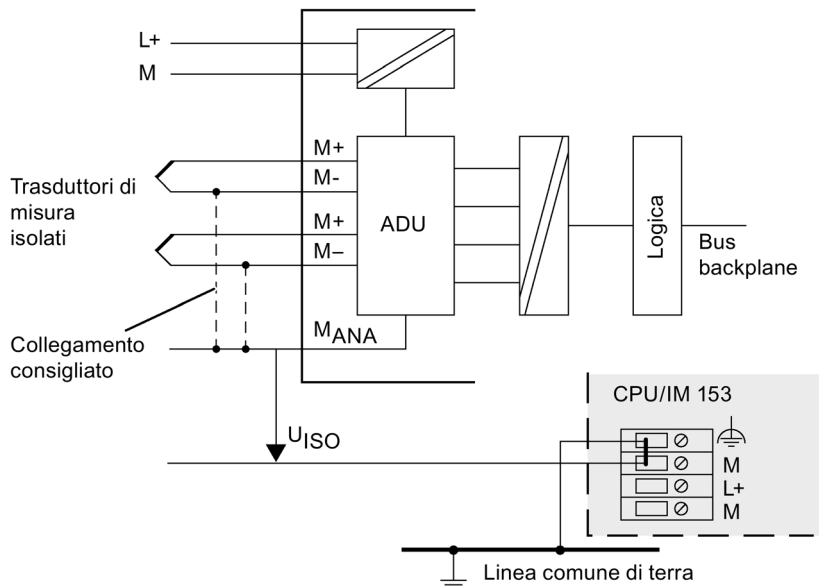 L+
M
M+
M-
M+
M–
Trasduttori di
misura
isolati
ADU
Logica
Bus
backplane
Collegamento
consigliato
MANA
UISO
CPU/IM 153
M
L+
M
Linea comune di terra